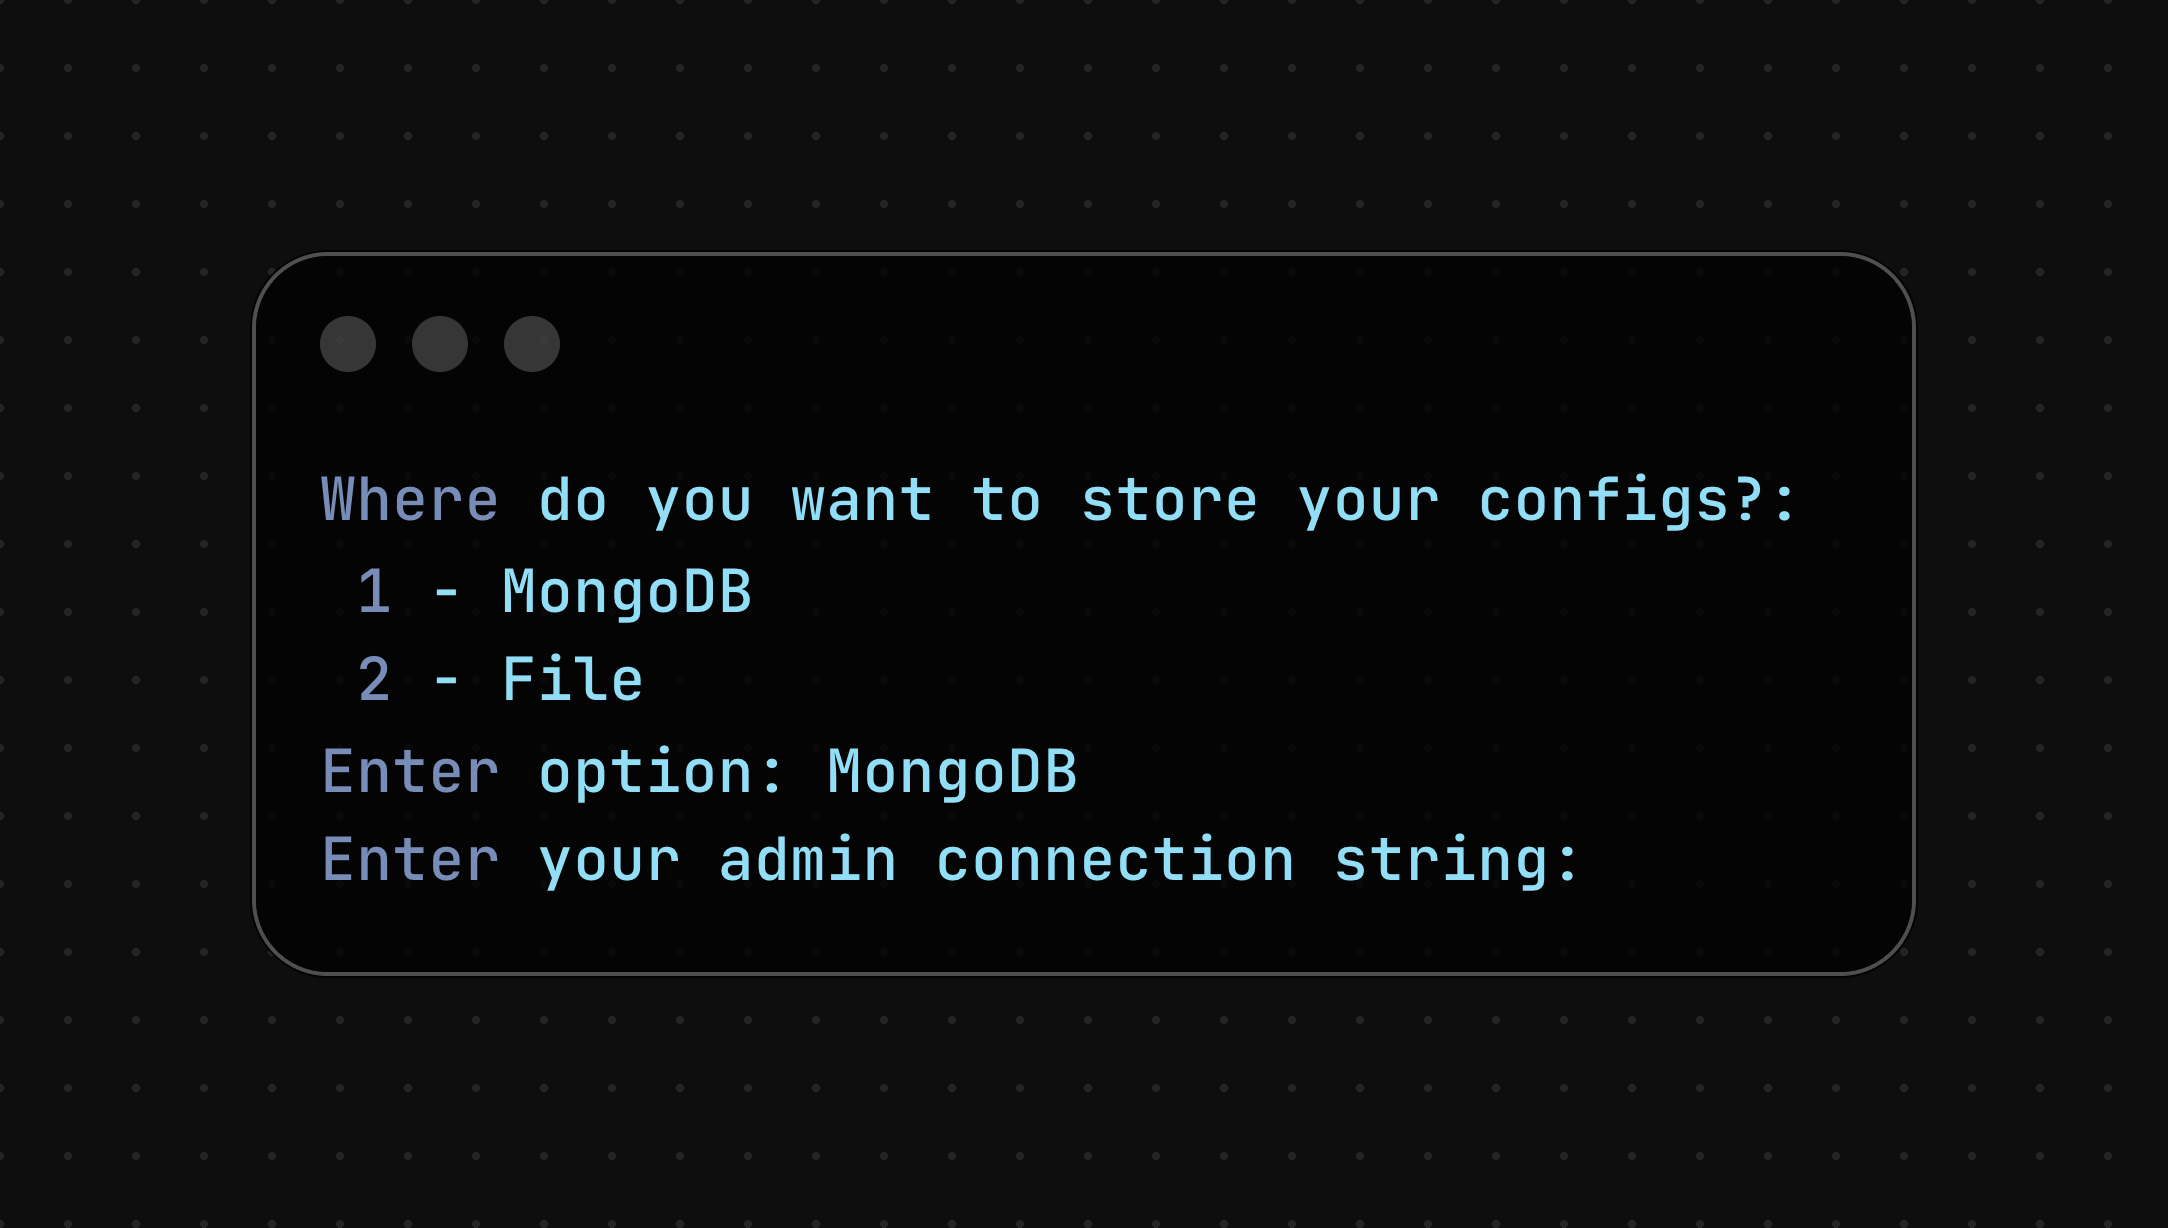 Where do you want to store your configs?:
 1 - MongoDB
 2 - File
Enter option: MongoDB
Enter your admin connection string: